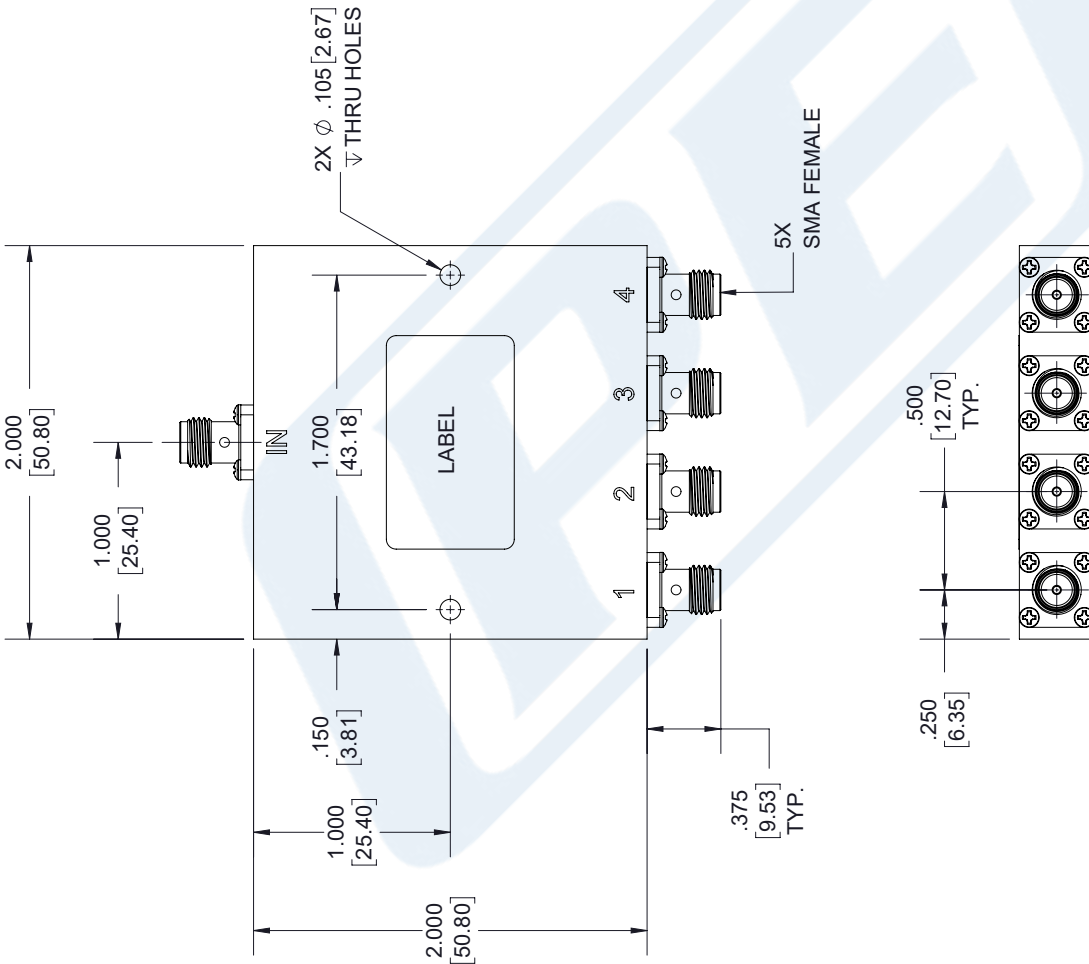 2.000
[50.80]
1.000
[25.40]
2X ⌀ .105 [2.67]
↧ THRU HOLES
IN
1.700
[43.18]
LABEL
.150
[3.81]
1.000
[25.40]
2.000
[50.80]
1
2
3
4
5X
SMA FEMALE
.375
[9.53]
TYP.
.500
[12.70]
TYP.
.250
[6.35]